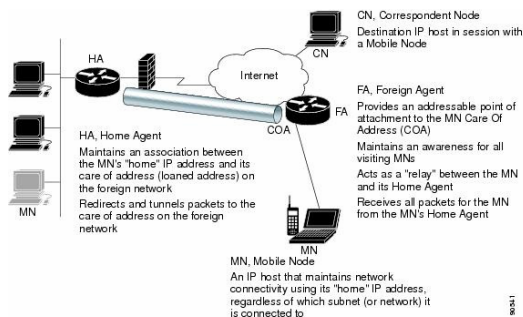 CN, Correspondent Node
Destination IP host in session with
a Mobile Node
CN
HA
Internet
FA
COA
FA, Foreign Agent
Provides an addressable point of
attachment to the MN Care Of
Address (COA)
Maintains an awareness for all
visiting MNs
Acts as a "relay" between the MN
and its Home Agent
Receives all packets for the MN
from the MN's Home Agent
HA, Home Agent
Maintains an association between
the MN's "home" IP address and its
care of address (loaned address) on
the foreign network
Redirects and tunnels packets to the
care of address on the foreign
network
MN
MN
MN, Mobile Node
An IP host that maintains network
connectivity using its "home" IP address,
regardless of which subnet (or network) it
is connected to